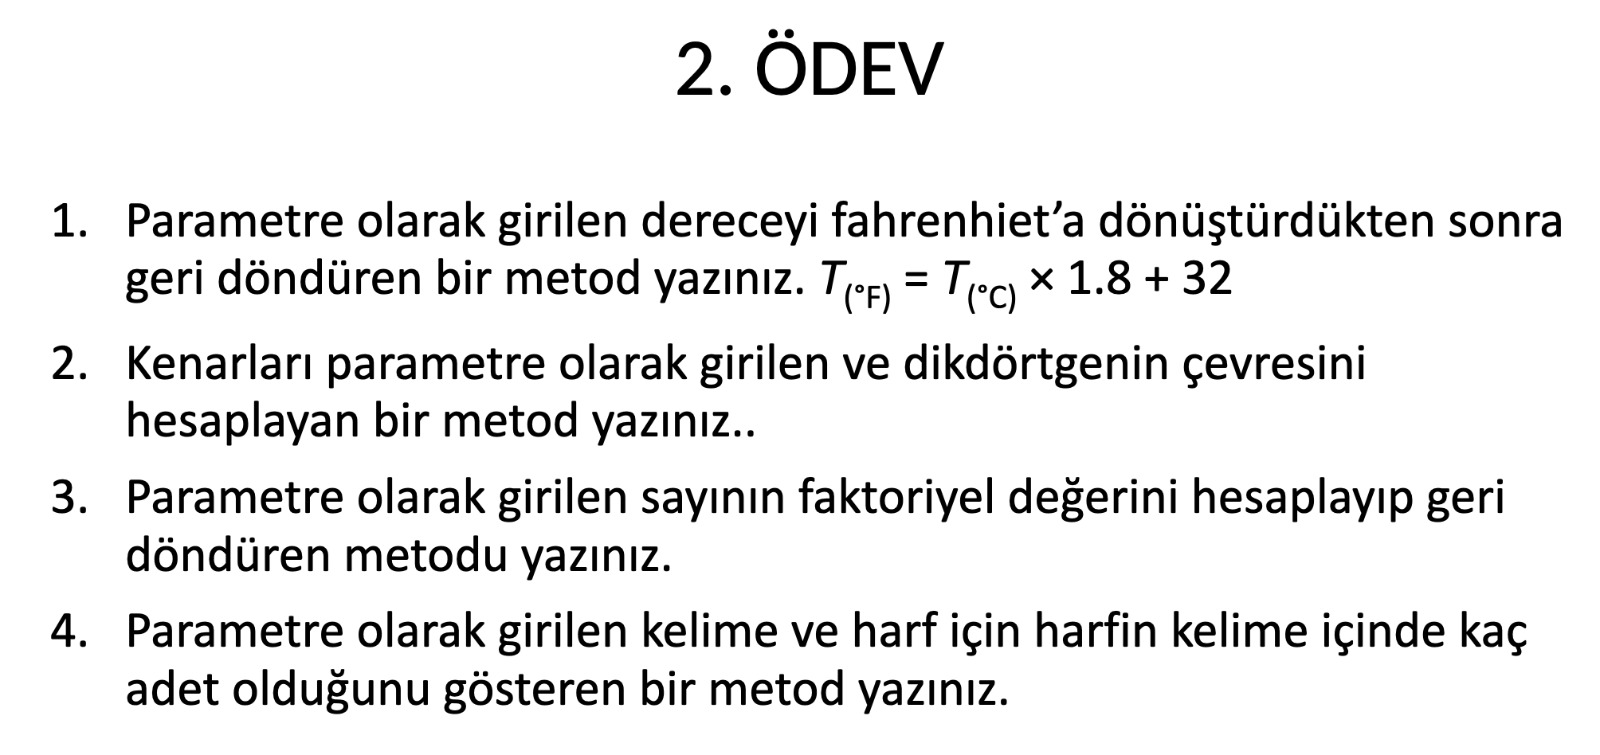 2. ÖDEV
1. Parametre olarak girilen dereceyi fahrenhiet’a dönüştürdükten sonra
geri döndüren bir metod yazınız. T(°F) = T(°C) × 1.8 + 32
2. Kenarları parametre olarak girilen ve dikdörtgenin çevresini
hesaplayan bir metod yazınız..
3. Parametre olarak girilen sayının faktoriyel değerini hesaplayıp geri
döndüren metodu yazınız.
4. Parametre olarak girilen kelime ve harf için harfin kelime içinde kaç
adet olduğunu gösteren bir metod yazınız.